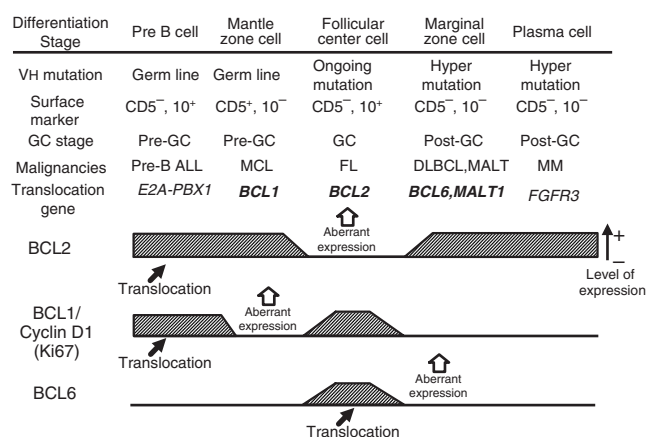 Differentiation Stage Pre B cell Mantle zone cell Follicular center cell Marginal zone cell Plasma cell
VH mutation Germ line Germ line Ongoing mutation Hyper mutation Hyper mutation
Surface marker CD5⁻, 10⁺ CD5⁺, 10⁻ CD5⁻, 10⁺ CD5⁻, 10⁻ CD5⁻, 10⁻
GC stage Pre-GC Pre-GC GC Post-GC Post-GC
Malignancies Pre-B ALL MCL FL DLBCL,MALT MM
Translocation gene E2A-PBX1 BCL1 BCL2 BCL6,MALT1 FGFR3
Aberrant expression
BCL2
+
–
Level of expression
Translocation
Aberrant expression
BCL1/
Cyclin D1
(Ki67)
Translocation
Aberrant expression
BCL6
Translocation